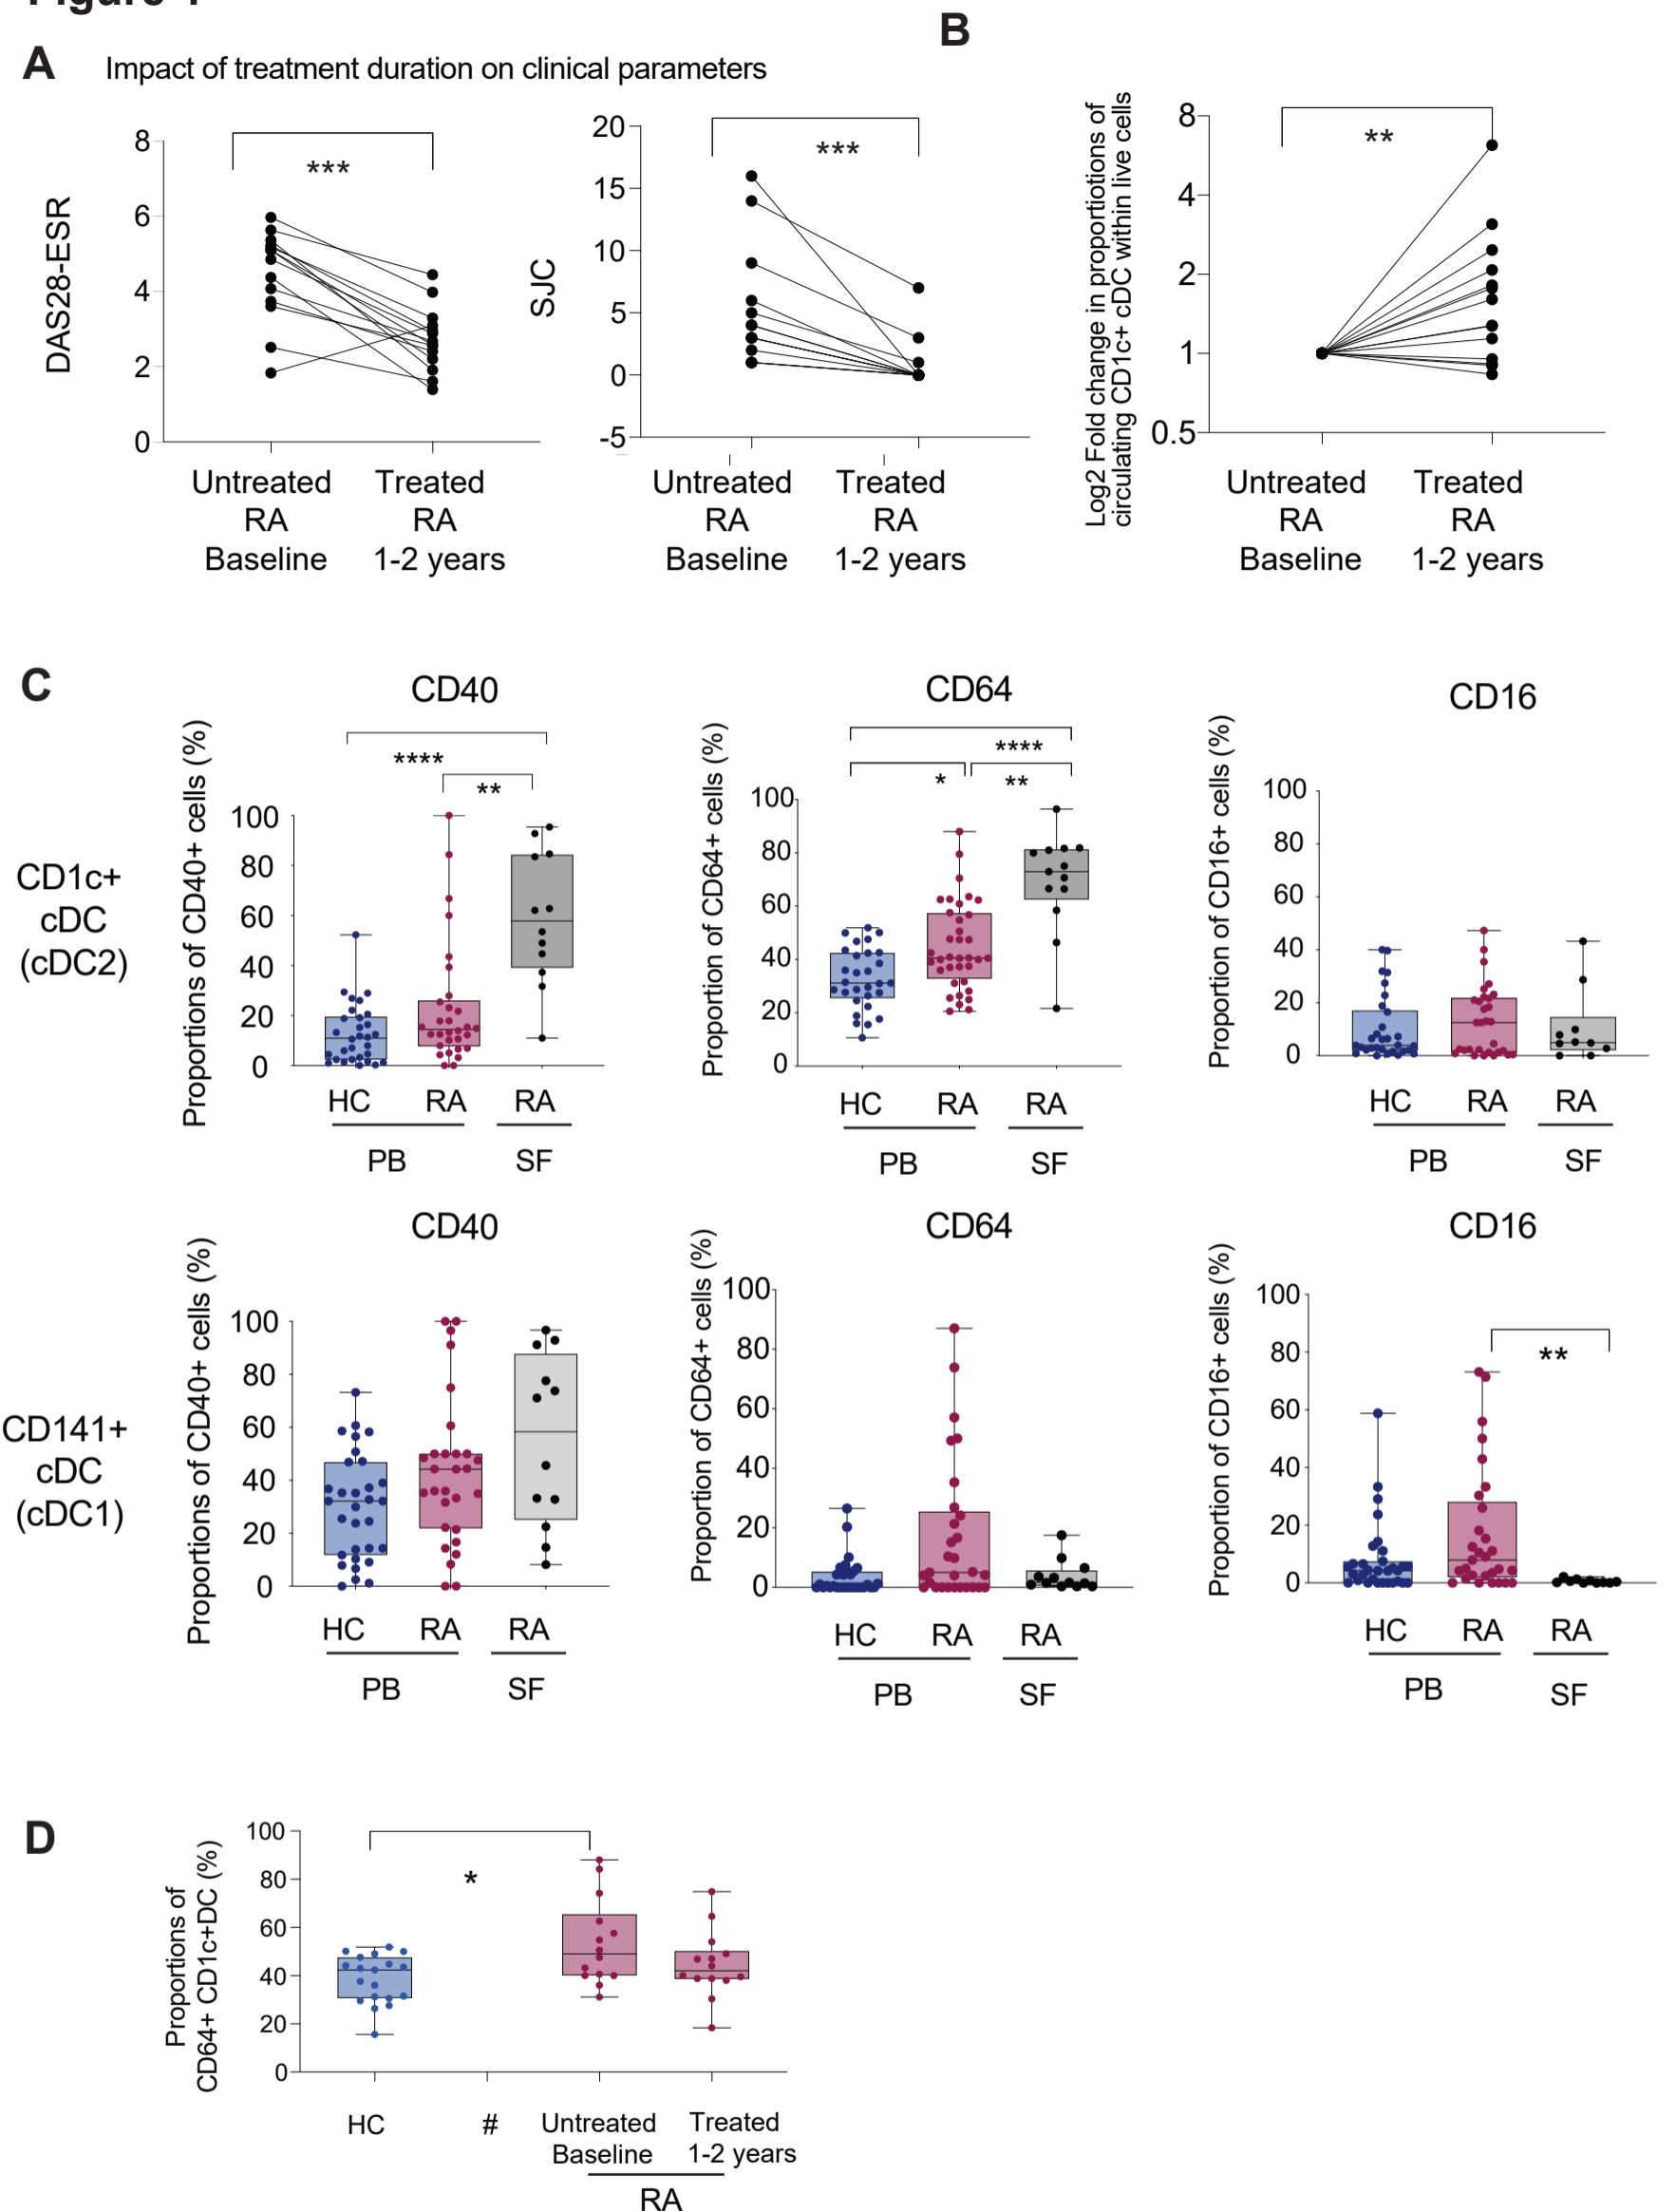 A
Impact of treatment duration on clinical parameters
DAS28-ESR
8
6
4
2
0
***
Untreated
RA
Baseline
Treated
RA
1-2 years
SJC
20
15
10
5
0
-5
***
Untreated
RA
Baseline
Treated
RA
1-2 years
B
Log2 Fold change in proportiotions of
circulating CD1c+ cDC within live cells
8
4
2
1
0.5
**
Untreated
RA
Baseline
Treated
RA
1-2 years
C
CD1c+
cDC
(cDC2)
CD40
Proportions of CD40+ cells (%)
****
**
100
80
60
40
20
0
HC
RA
RA
PB
SF
CD64
Proportion of CD64+ cells (%)
****
*
**
100
80
60
40
20
0
HC
RA
RA
PB
SF
CD16
Proportion of CD16+ cells (%)
100
80
60
40
20
0
HC
RA
RA
PB
SF
CD141+
cDC
(cDC1)
CD40
Proportions of CD40+ cells (%)
100
80
60
40
20
0
HC
RA
RA
PB
SF
CD64
Proportion of CD64+ cells (%)
100
80
60
40
20
0
HC
RA
RA
PB
SF
CD16
Proportion of CD16+ cells (%)
**
100
80
60
40
20
0
HC
RA
RA
PB
SF
D
Proportions of
CD64+ CD1c+DC (%)
100
80
60
40
20
0
*
HC
#
Untreated
Baseline
Treated
1-2 years
RA